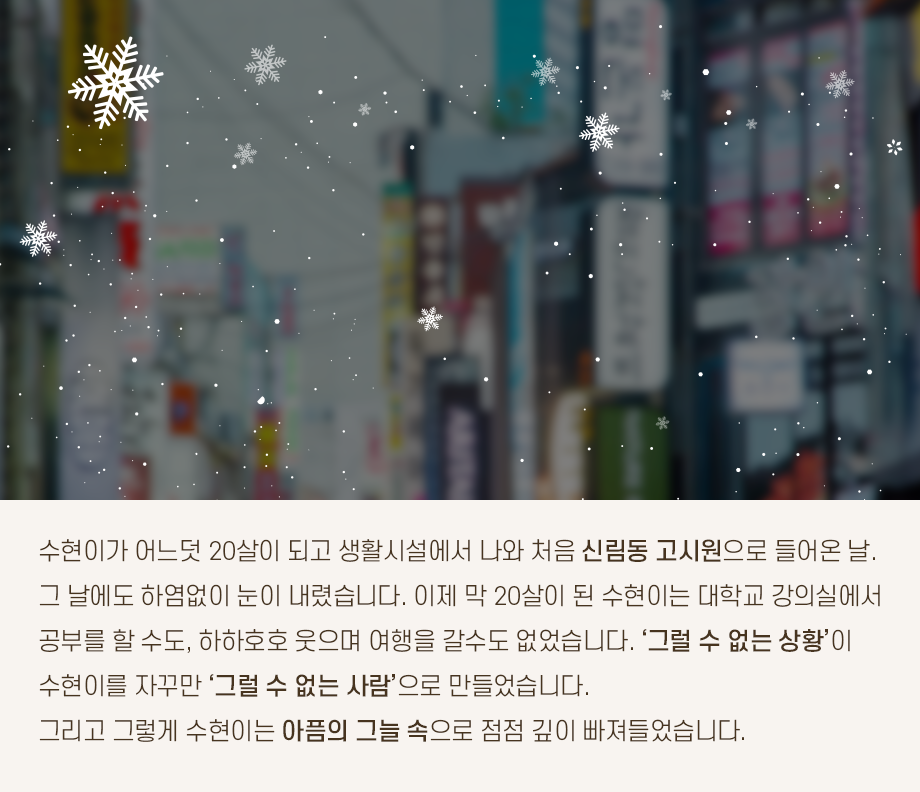 수현이가 어느덧 20살이 되고 생활시설에서 나와 처음 신림동 고시원으로 들어온 날.
그 날에도 하염없이 눈이 내렸습니다. 이제 막 20살이 된 수현이는 대학교 강의실에서
공부를 할 수도, 하하호호 웃으며 여행을 갈수도 없었습니다. ‘그럴 수 없는 상황’이
수현이를 자꾸만 ‘그럴 수 없는 사람’으로 만들었습니다.
그리고 그렇게 수현이는 아픔의 그늘 속으로 점점 깊이 빠져들었습니다.